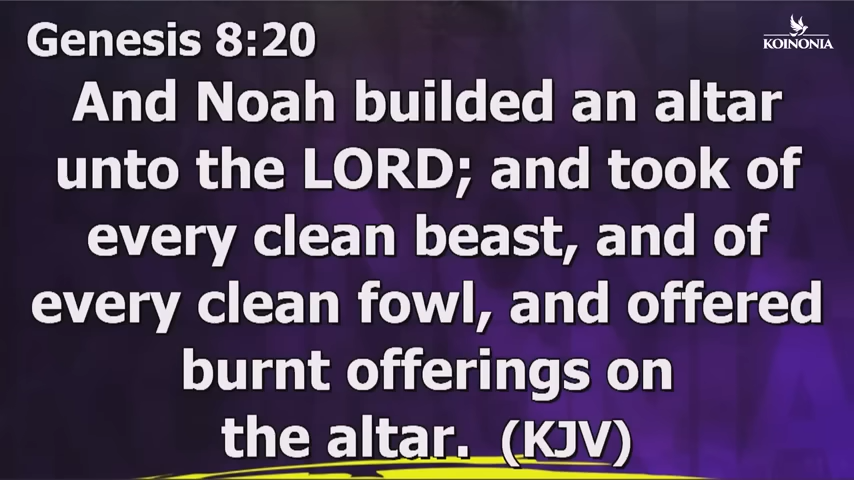 Genesis 8:20
KOINONIA
And Noah builded an altar
unto the LORD; and took of
every clean beast, and of
every clean fowl, and offered
burnt offerings on
the altar. (KJV)